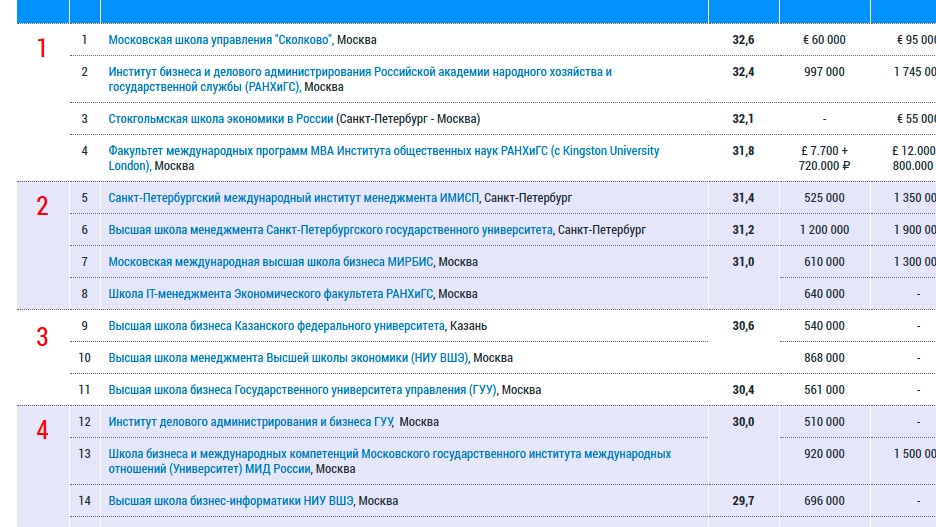 1
1 Московская школа управления "Сколково", Москва 32,6 € 60 000 € 95 000
2 Институт бизнеса и делового администрирования Российской академии народного хозяйства и 32,4 997 000 1 745 00
государственной службы (РАНХиГС), Москва
3 Стокгольмская школа экономики в России (Санкт-Петербург - Москва) 32,1 - € 55 000
4 Факультет международных программ MBA Института общественных наук РАНХиГС (с Kingston University 31,8 £ 7.700 + £ 12.000
London), Москва 720.000 ₽ 800.000
2
5 Санкт-Петербургский международный институт менеджмента ИМИСП, Санкт-Петербург 31,4 525 000 1 350 00
6 Высшая школа менеджмента Санкт-Петербургского государственного университета, Санкт-Петербург 31,2 1 200 000 1 900 00
7 Московская международная высшая школа бизнеса МИРБИС, Москва 31,0 610 000 1 300 00
8 Школа IT-менеджмента Экономического факультета РАНХиГС, Москва 640 000 -
3
9 Высшая школа бизнеса Казанского федерального университета, Казань 30,6 540 000 -
10 Высшая школа менеджмента Высшей школы экономики (НИУ ВШЭ), Москва 868 000 -
11 Высшая школа бизнеса Государственного университета управления (ГУУ), Москва 30,4 561 000 -
4
12 Институт делового администрирования и бизнеса ГУУ, Москва 30,0 510 000 -
13 Школа бизнеса и международных компетенций Московского государственного института международных 920 000 1 500 00
отношений (Университет) МИД России, Москва
14 Высшая школа бизнес-информатики НИУ ВШЭ, Москва 29,7 696 000 -